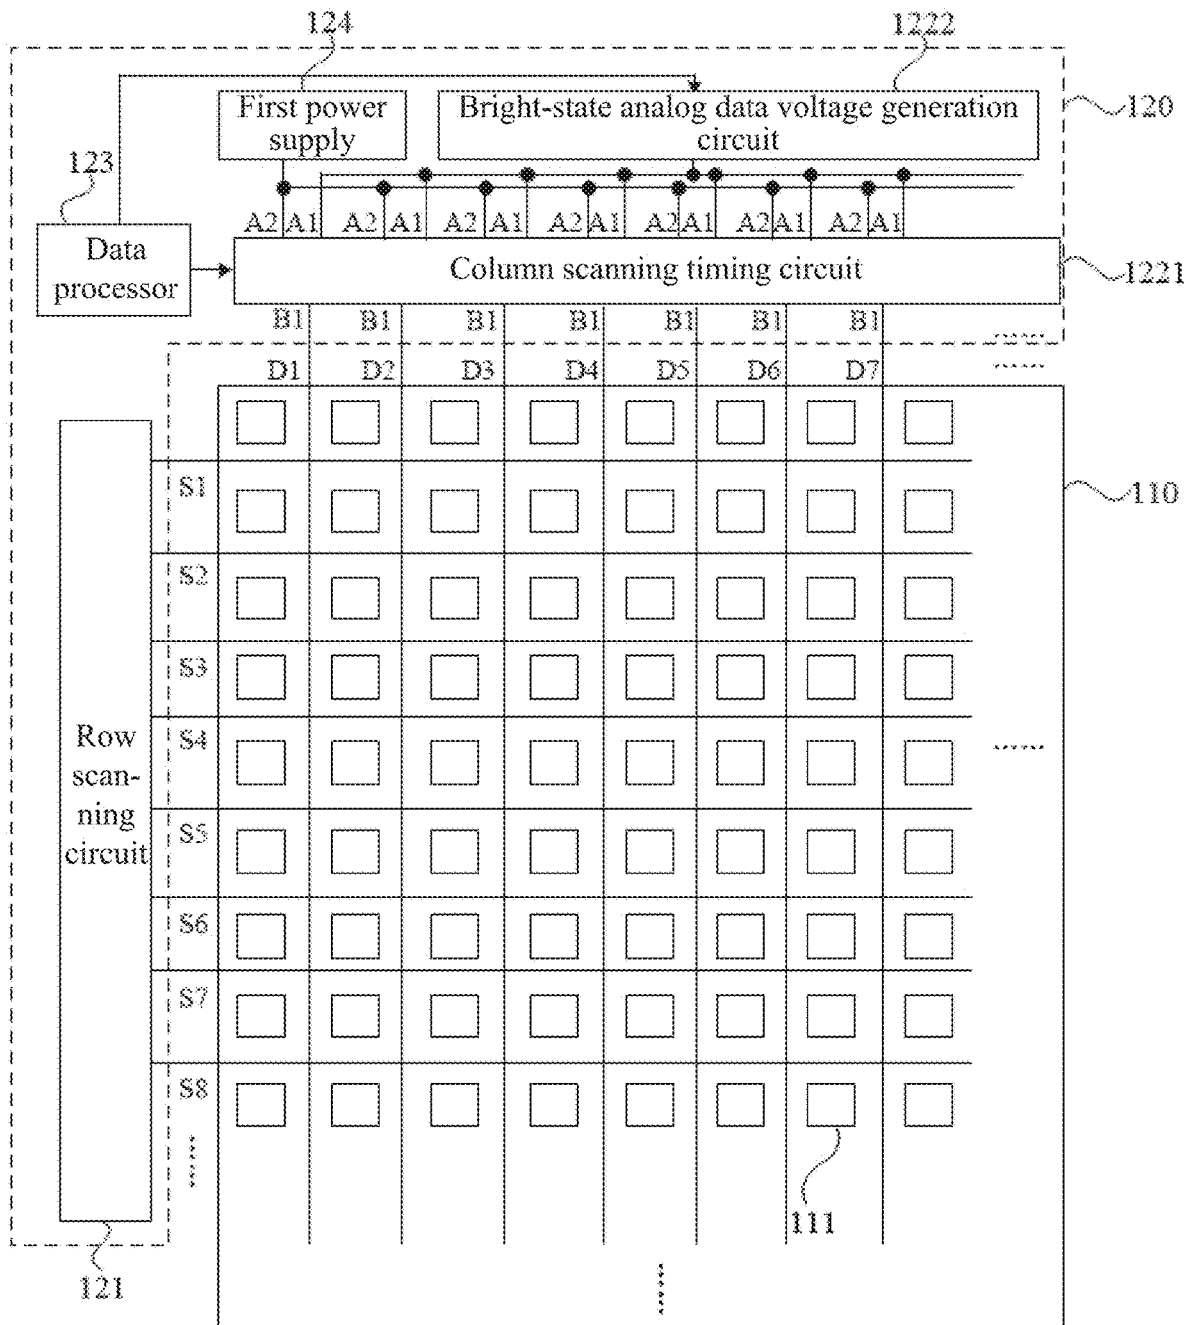 124
1222
First power
supply
Bright-state analog data voltage generation
circuit
120
123
A2 A1 A2 A1 A2 A1 A2 A1 A2 A1 A2 A1 A2 A1
Data
processor
Column scanning timing circuit
1221
B1 B1 B1 B1 B1 B1 B1
D1 D2 D3 D4 D5 D6 D7
S1
110
S2
S3
S4
Row
scan-
ning
circuit
S5
S6
S7
S8
111
121